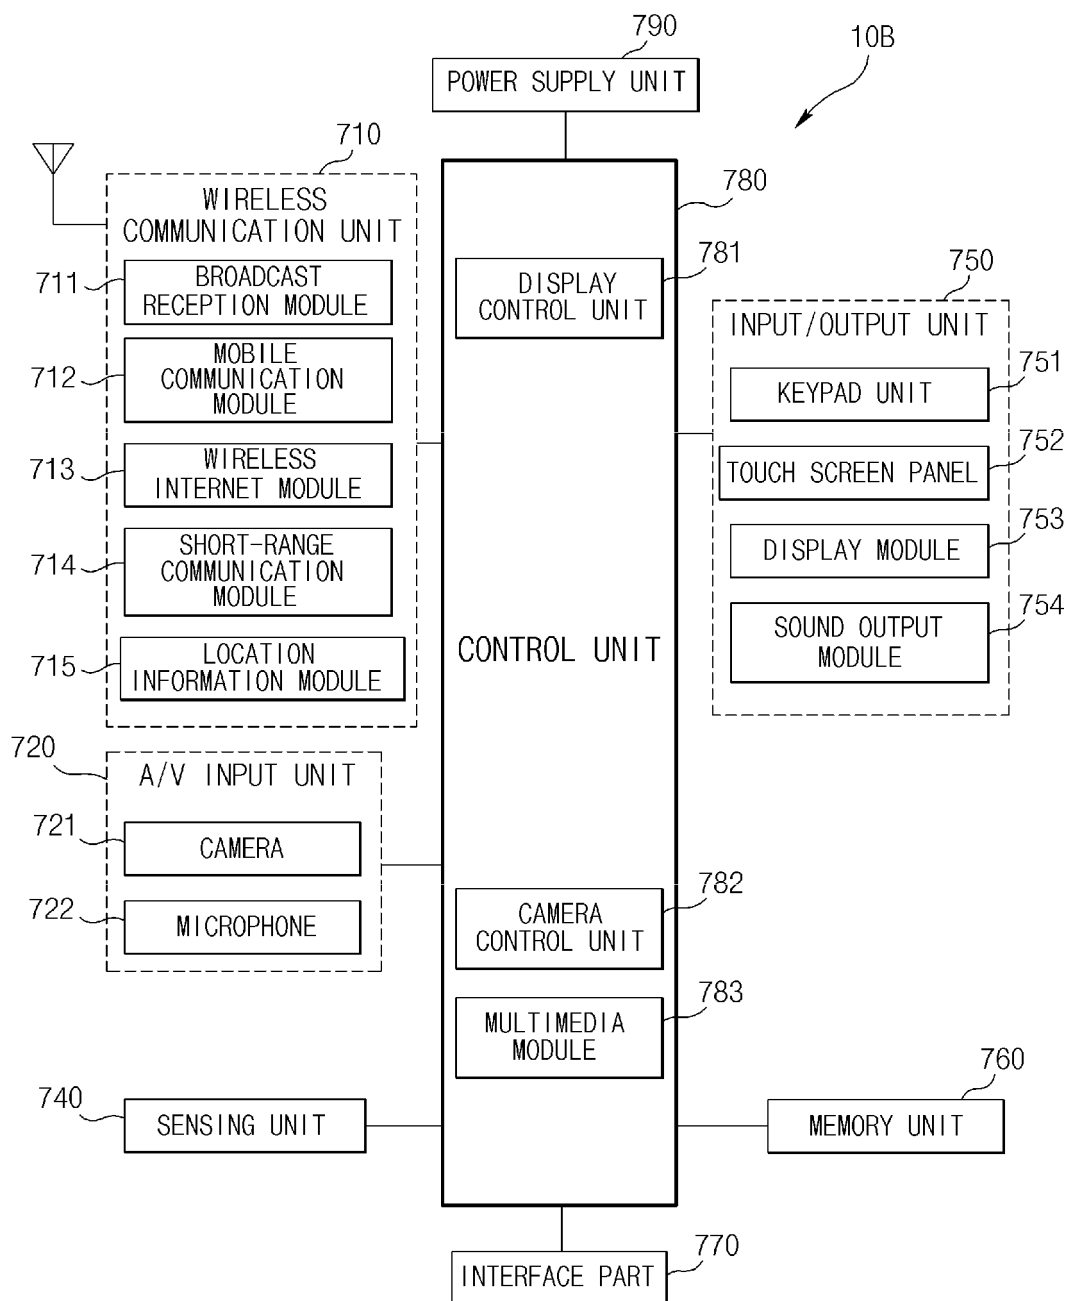 790
10B
POWER SUPPLY UNIT
710
WIRELESS
COMMUNICATION UNIT
711
BROADCAST
RECEPTION MODULE
712
MOBILE
COMMUNICATION
MODULE
713
WIRELESS
INTERNET MODULE
714
SHORT-RANGE
COMMUNICATION
MODULE
715
LOCATION
INFORMATION MODULE
720
A/V INPUT UNIT
721
CAMERA
722
MICROPHONE
740
SENSING UNIT
780
781
DISPLAY
CONTROL UNIT
CONTROL UNIT
782
CAMERA
CONTROL UNIT
783
MULTIMEDIA
MODULE
750
INPUT/OUTPUT UNIT
751
KEYPAD UNIT
752
TOUCH SCREEN PANEL
753
DISPLAY MODULE
754
SOUND OUTPUT
MODULE
760
MEMORY UNIT
770
INTERFACE PART